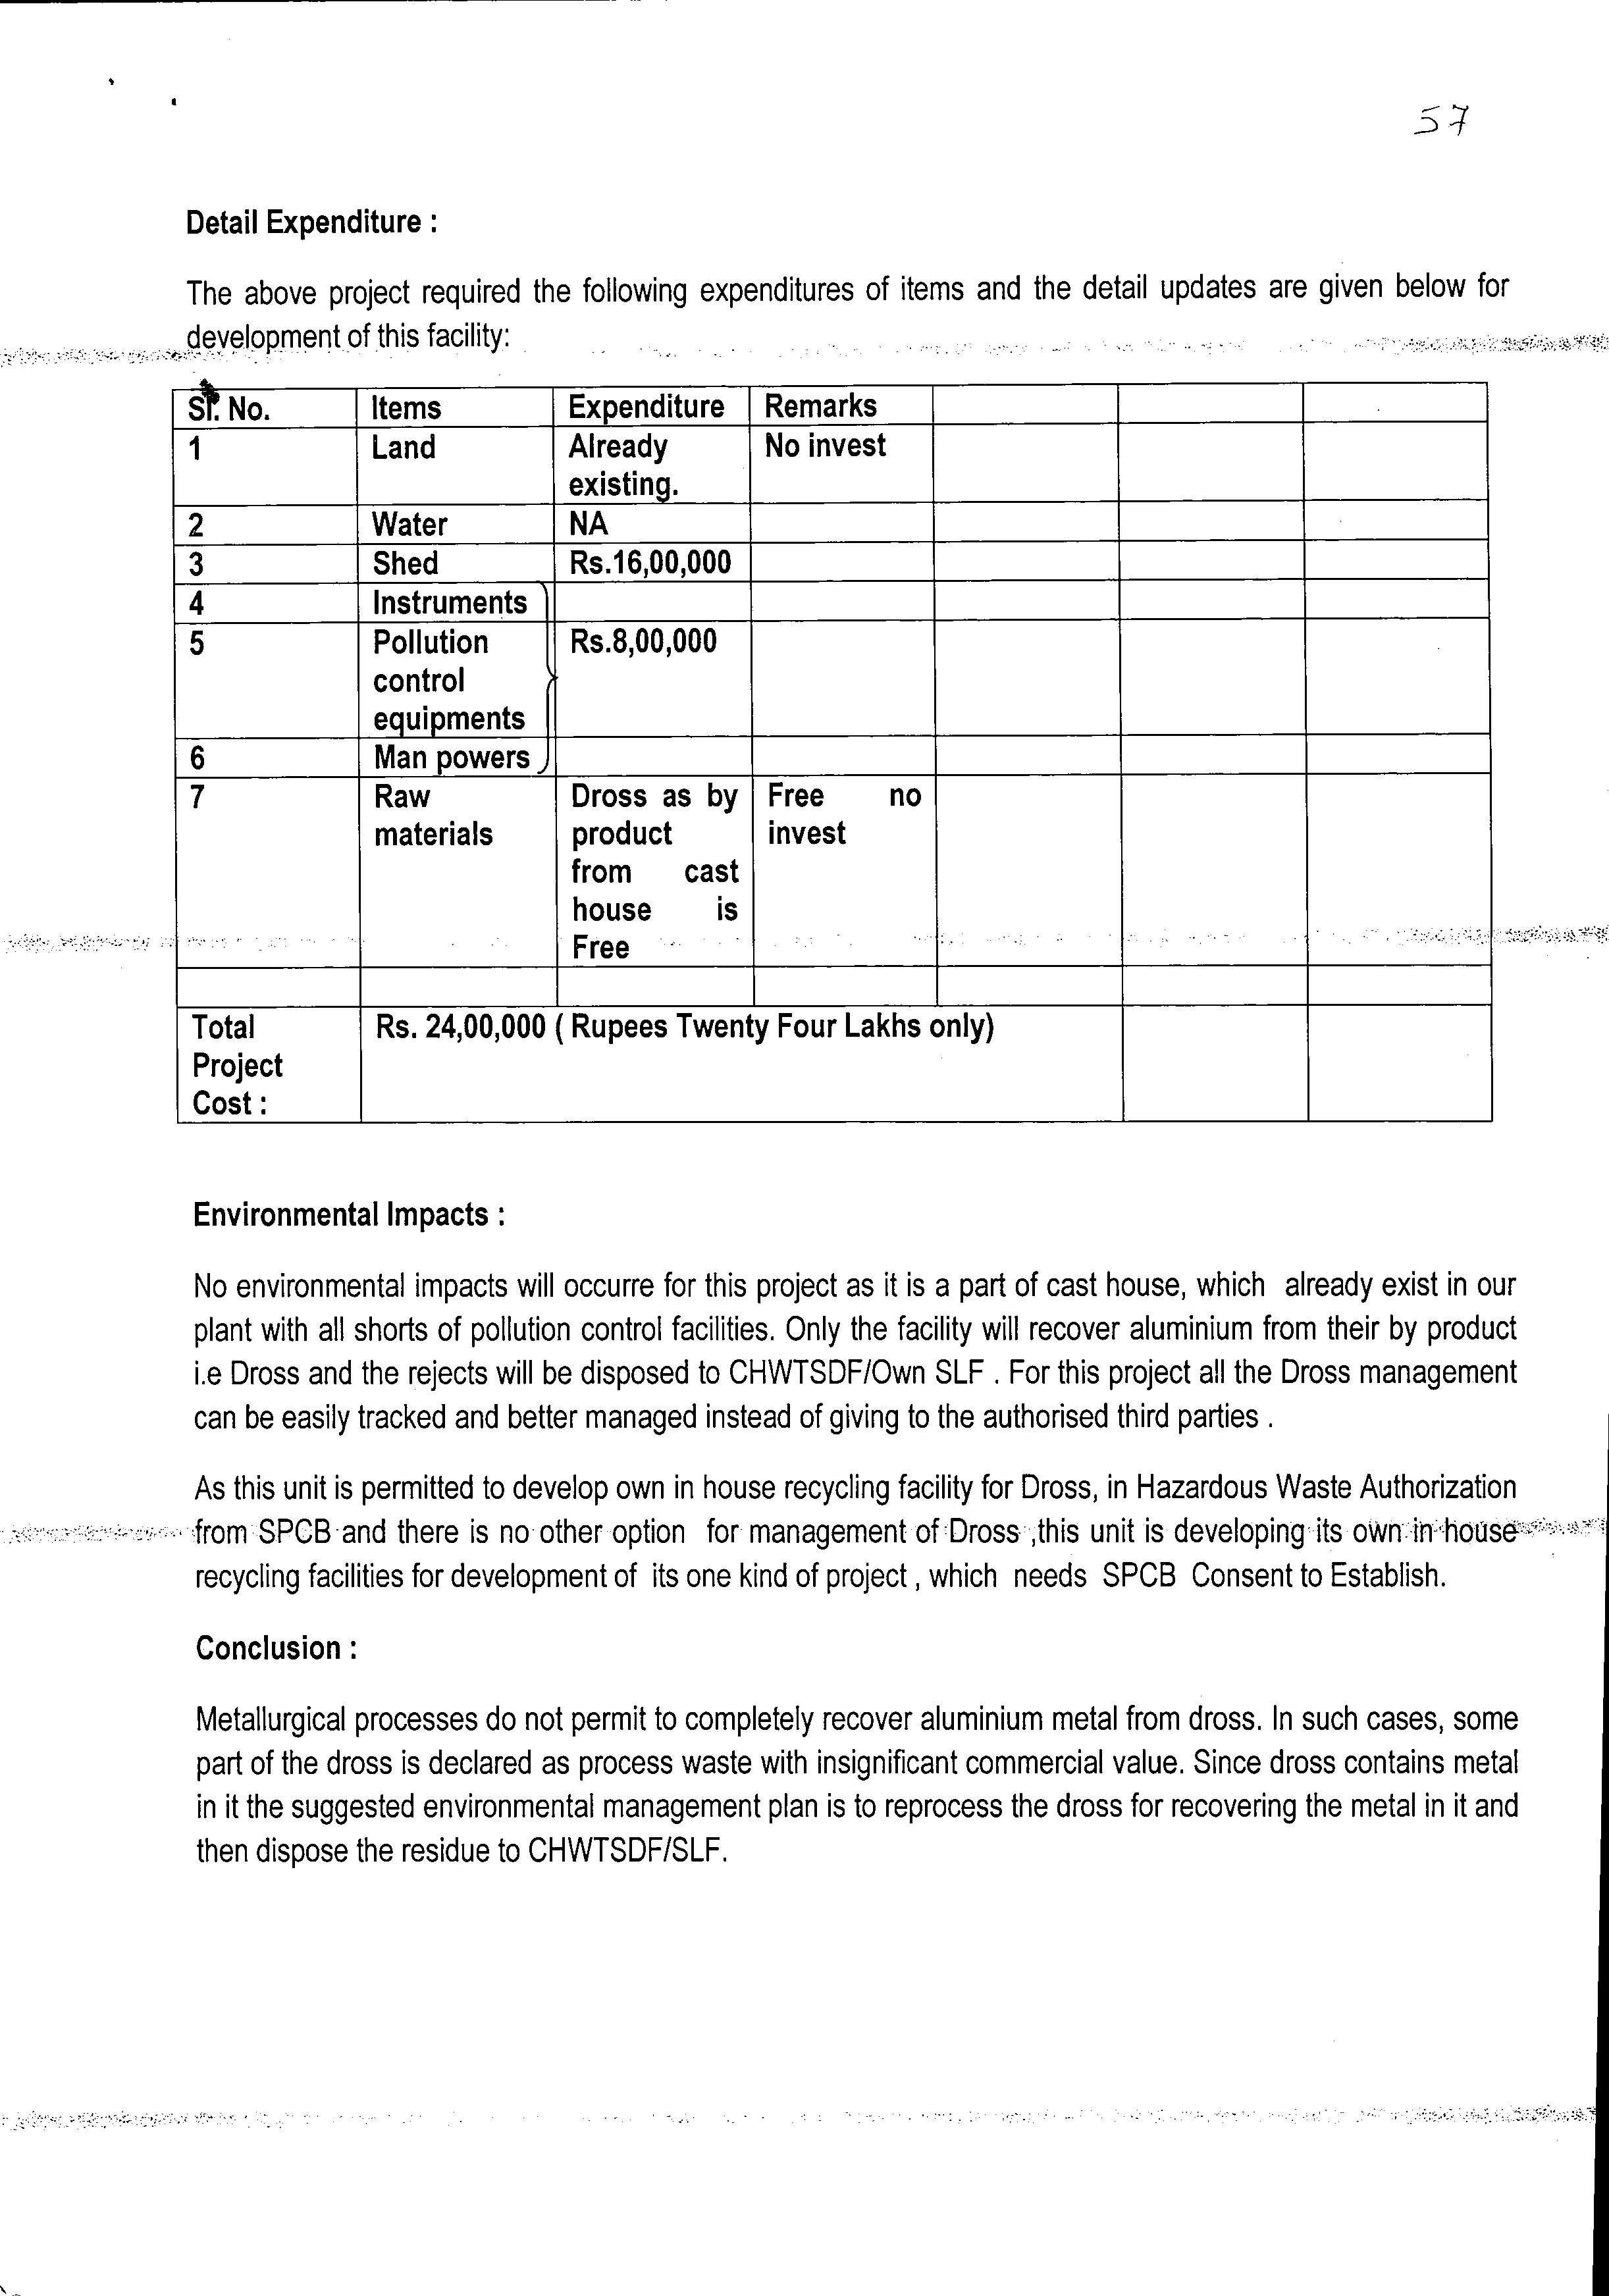 57
Detail Expenditure :
The above project required the following expenditures of items and the detail updates are given below for
development of this facility:
Sr. No. Items Expenditure Remarks
1 Land Already existing. No invest
2 Water NA
3 Shed Rs.16,00,000
4 Instruments
5 Pollution control equipments Rs.8,00,000
6 Man powers
7 Raw materials Dross as by product from cast house is Free Free no invest
Total Project Cost : Rs. 24,00,000 ( Rupees Twenty Four Lakhs only)
Environmental Impacts :
No environmental impacts will occurre for this project as it is a part of cast house, which already exist in our
plant with all shorts of pollution control facilities. Only the facility will recover aluminium from their by product
i.e Dross and the rejects will be disposed to CHWTSDF/Own SLF . For this project all the Dross management
can be easily tracked and better managed instead of giving to the authorised third parties .
As this unit is permitted to develop own in house recycling facility for Dross, in Hazardous Waste Authorization
from SPCB and there is no other option for management of Dross ,this unit is developing its own in-house
recycling facilities for development of its one kind of project , which needs SPCB Consent to Establish.
Conclusion :
Metallurgical processes do not permit to completely recover aluminium metal from dross. In such cases, some
part of the dross is declared as process waste with insignificant commercial value. Since dross contains metal
in it the suggested environmental management plan is to reprocess the dross for recovering the metal in it and
then dispose the residue to CHWTSDF/SLF.